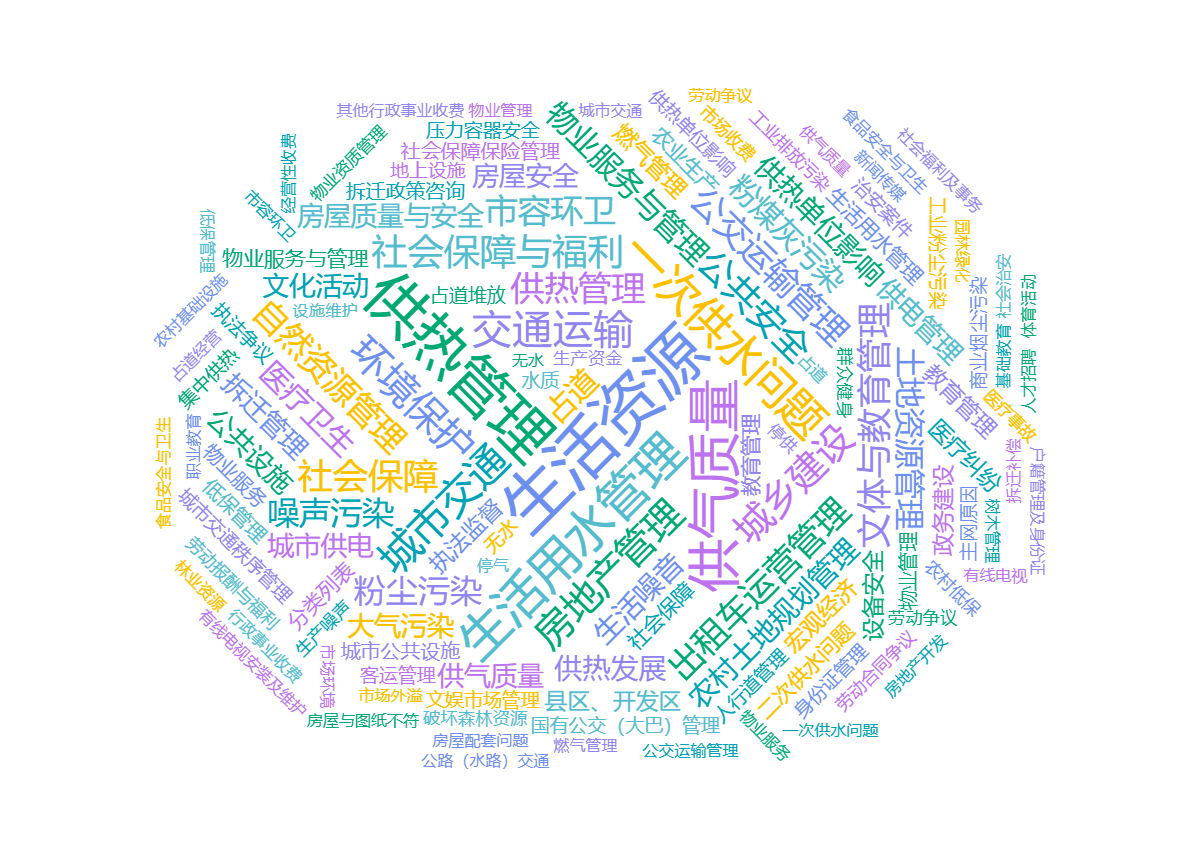 劳动争议
其他行政事业收费
物业管理
城市交通
供热单位影响
市场收费
工业排放污染
供气质量
食品安全与卫生
社会福利及事务
压力容器安全
物业服务与管理
燃气管理
农业生产
新闻传媒
经营性收费
物业资质管理
社会保障保险管理
地上设施
房屋安全
供热单位影响
粉煤灰污染
治安案件
生活用水管理
拆迁政策咨询
市容环卫
房屋质量与安全
市容环卫
公交运输管理
工业粉尘污染
园林绿化
低保管理
物业服务与管理
社会保障与福利
一次供水问题
公共安全
供电管理
商业烟尘污染
社会治安
农村基础设施
文化活动
设施维护
占道堆放
供热管理
供热管理
交通运输
文体与教育管理
土地资源管理
基础教育
体育活动
人才招聘
执法争议
自然资源管理
环境保护
无水
生产资金
水质
占道
占道
群众健身
教育管理
医疗事故
占道经营
集中供热
拆迁管理
医疗卫生
生活资源
供气质量
城乡建设
教育管理
停供
医疗纠纷
拆迁补偿
户籍管理及身份证
食品安全与卫生
职业教育
公共设施
社会保障
城市交通
生活用水管理
物业服务
低保管理
噪声污染
执法监督
无水
房地产管理
政务建设
主网原因
树木管理
城市交通秩序管理
城市供电
停气
生活噪音
出租车运营管理
设备安全
物业管理
农村低保
有线电视
劳动报酬与福利
林业资源
分类列表
粉尘污染
社会保障
农村土地规划管理
宏观经济
劳动争议
行政事业收费
生产噪声
大气污染
有线电视安装及维护
市场环境
城市公共设施
客运管理
供气质量
供热发展
人行道管理
二次供水问题
身份证管理
劳动合同争议
房地产开发
市场外溢
文娱市场管理
县区、开发区
房屋与图纸不符
破坏森林资源
国有公交（大巴）管理
物业服务
一次供水问题
房屋配套问题
燃气管理
公交运输管理
公路（水路）交通